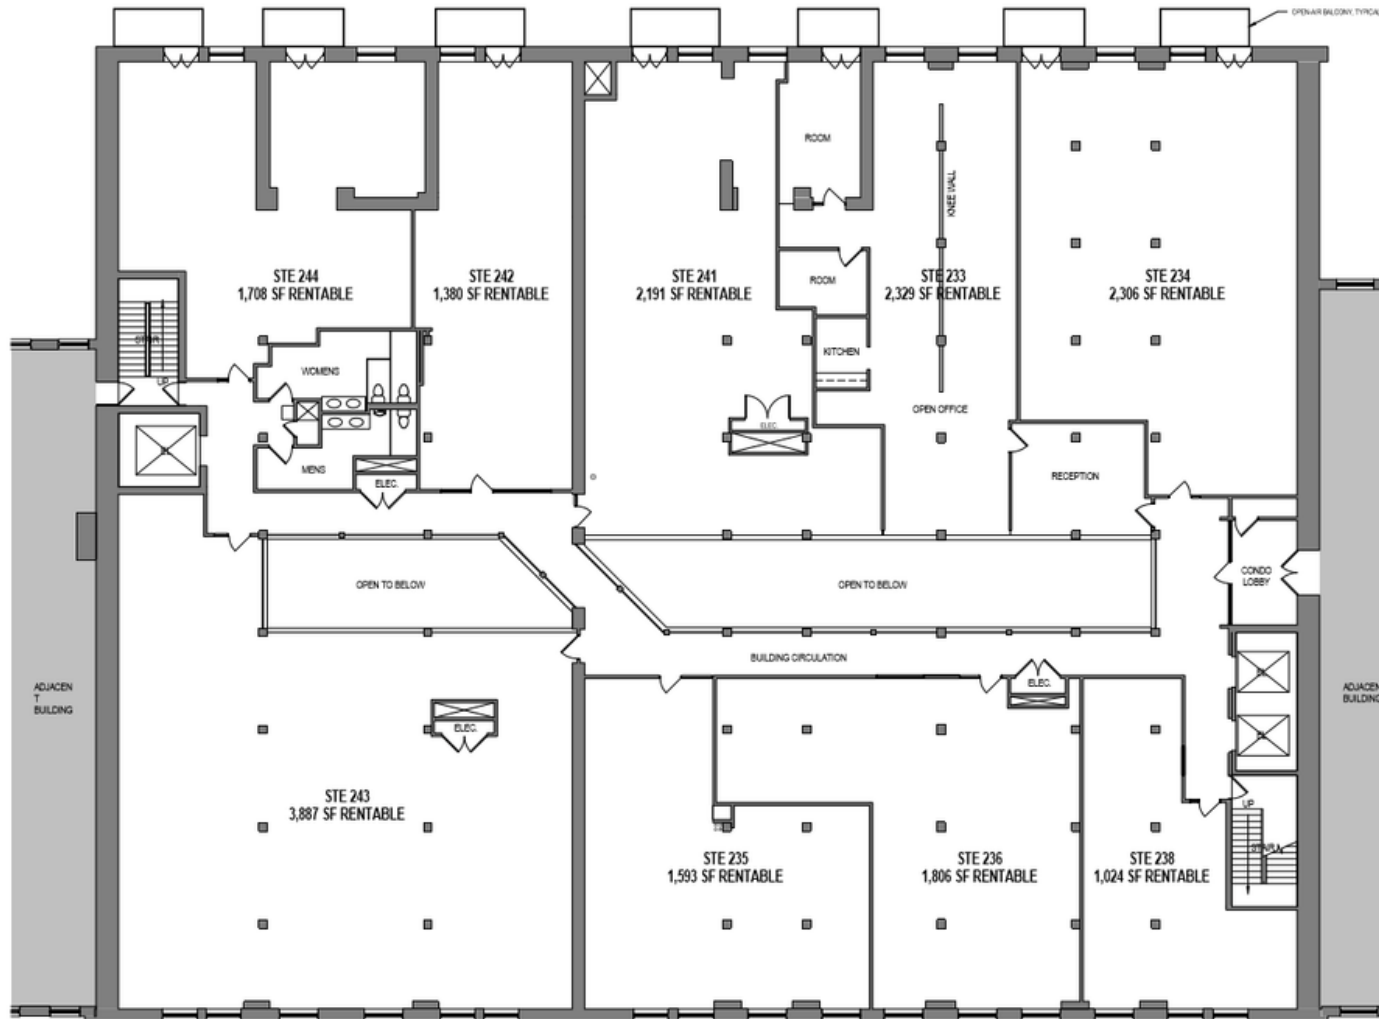 OPEN-AIR BALCONY, TYPICAL
ROOM
KNEE WALL
STE 244
1,708 SF RENTABLE
STE 242
1,380 SF RENTABLE
STE 241
2,191 SF RENTABLE
ROOM
STE 233
2,329 SF RENTABLE
STE 234
2,306 SF RENTABLE
STAIR
UP
WOMENS
KITCHEN
OPEN OFFICE
ELEC.
EL
MENS
ELEC.
RECEPTION
OPEN TO BELOW
OPEN TO BELOW
CONDO
LOBBY
BUILDING CIRCULATION
ELEC.
EL
EL
ADJACEN
T
BUILDING
ADJACEN
BUILDING
ELEC.
STE 243
3,887 SF RENTABLE
UP
STAIR
STE 235
1,593 SF RENTABLE
STE 236
1,806 SF RENTABLE
STE 238
1,024 SF RENTABLE